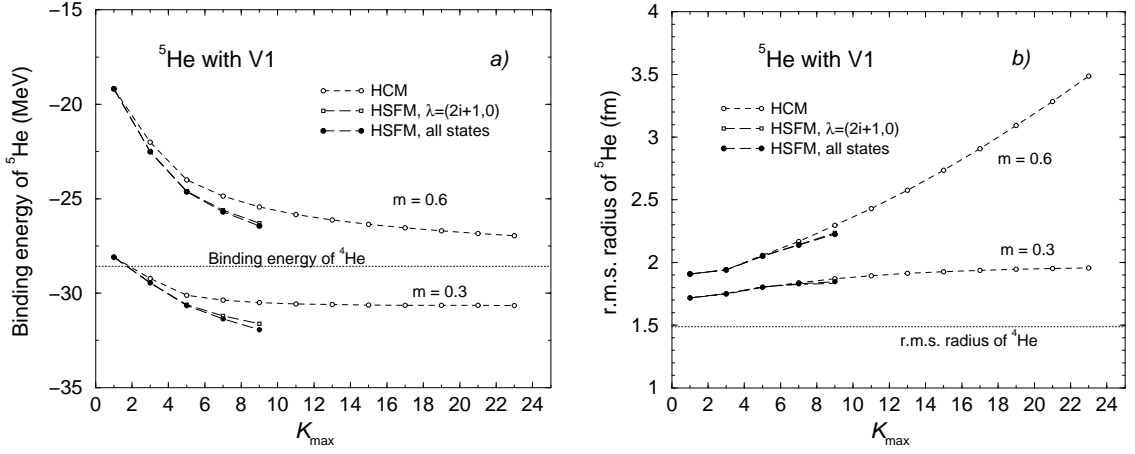 ⁵He with V1
a)
HCM
HSFM, λ=(2i+1,0)
HSFM, all states
m = 0.6
Binding energy of ⁴He
m = 0.3
Binding energy of ⁵He (MeV)
−15
−20
−25
−30
−35
0 2 4 6 8 10 12 14 16 18 20 22 24
K_max
⁵He with V1
b)
HCM
HSFM, λ=(2i+1,0)
HSFM, all states
m = 0.6
m = 0.3
r.m.s. radius of ⁴He
r.m.s. radius of ⁵He (fm)
4
3.5
3
2.5
2
1.5
1
0 2 4 6 8 10 12 14 16 18 20 22 24
K_max